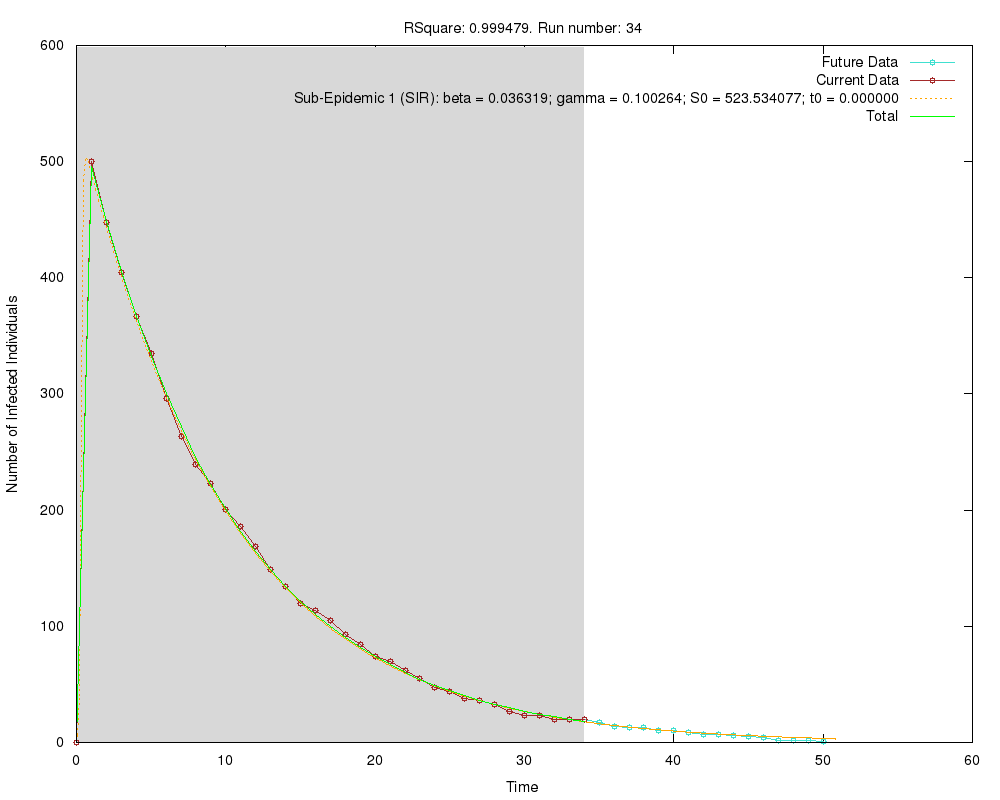 RSquare: 0.999479. Run number: 34
600
500
400
300
200
100
0
Number of Infected Individuals
Future Data
Current Data
Sub-Epidemic 1 (SIR): beta = 0.036319; gamma = 0.100264; S0 = 523.534077; t0 = 0.000000
Total
0 10 20 30 40 50 60
Time